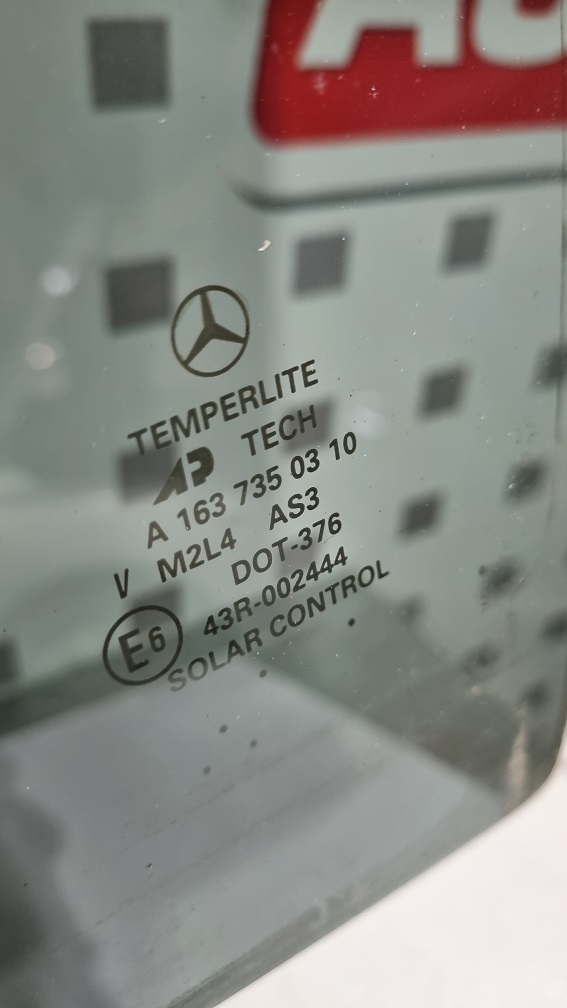 TEMPERLITE
AP TECH
A 163 735 03 10
M2L4 AS3
V DOT-376
E6 43R-002444
SOLAR CONTROL